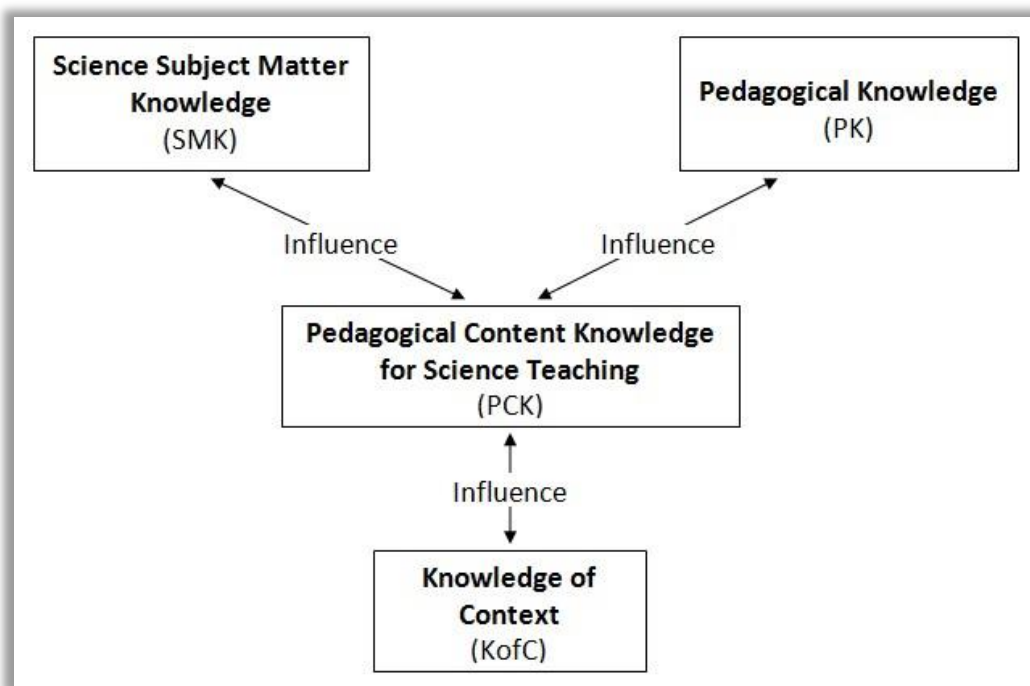 Science Subject Matter
Knowledge
(SMK)
Pedagogical Knowledge
(PK)
Influence
Influence
Pedagogical Content Knowledge
for Science Teaching
(PCK)
Influence
Knowledge of
Context
(KofC)